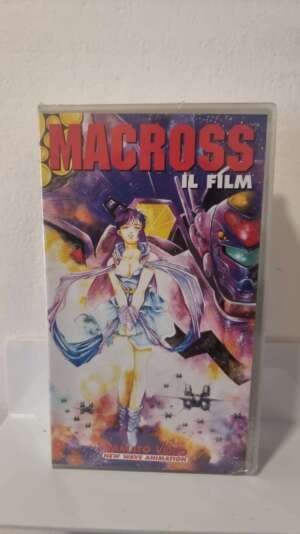 MACROSS
IL FILM
NEW WAVE ANIMATION